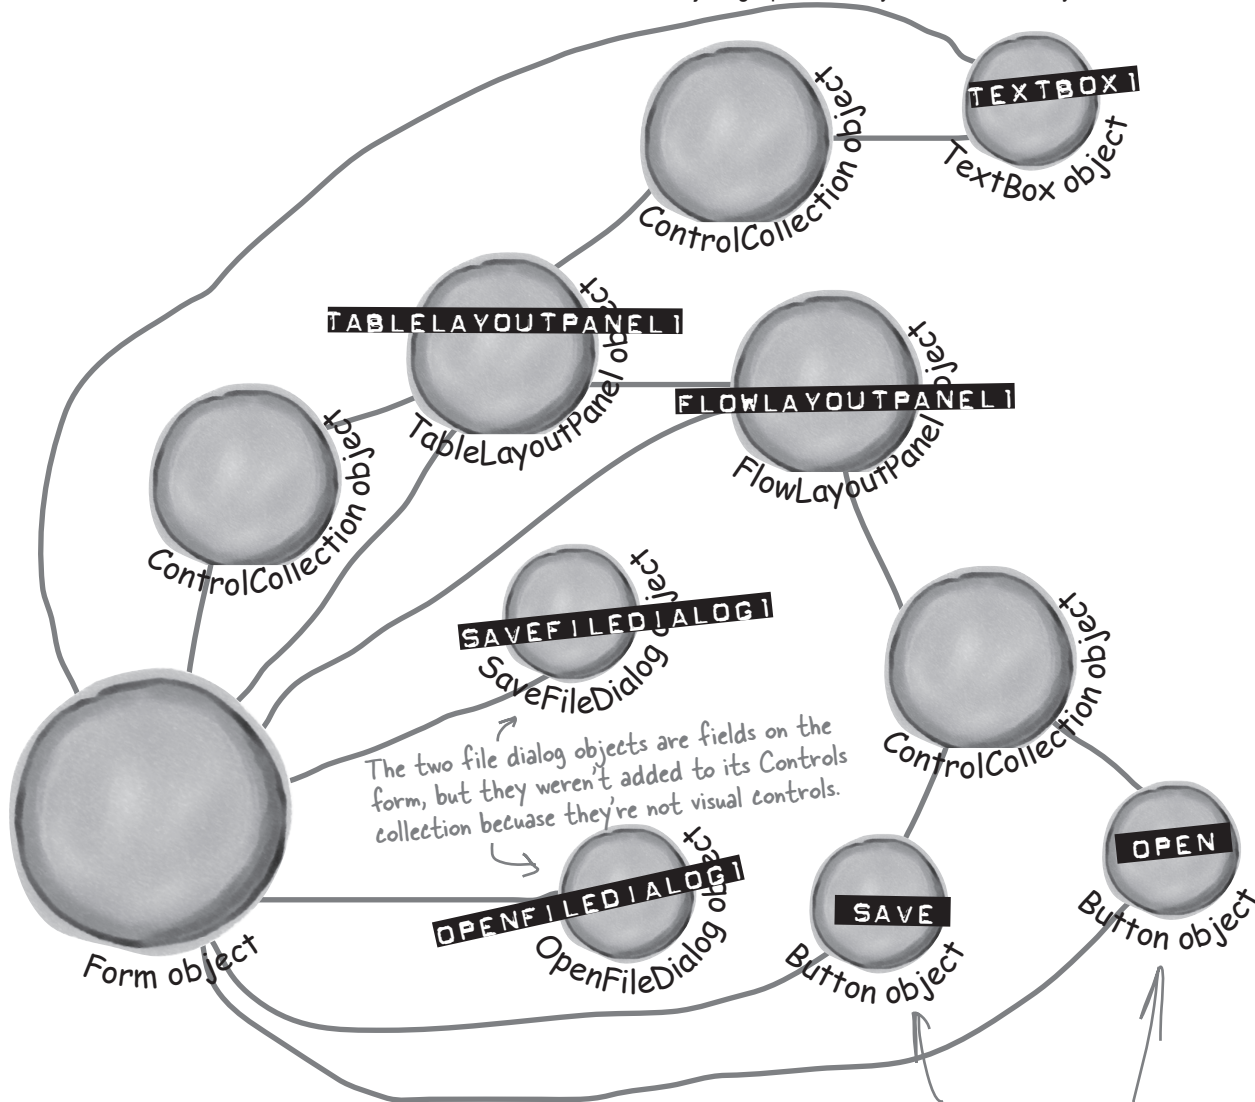 TEXTBOX1
TextBox object
ControlCollection object
TABLELAYOUTPANEL1
TableLayoutPanel object
FLOWLAYOUTPANEL1
FlowLayoutPanel object
ControlCollection object
SAVEFILEDIALOG1
SaveFileDialog object
ControlCollection object
The two file dialog objects are fields on the
form, but they weren't added to its Controls
collection becuase they're not visual controls.
OPEN
Button object
OPENFILEDIALOG1
OpenFileDialog object
SAVE
Button object
Form object